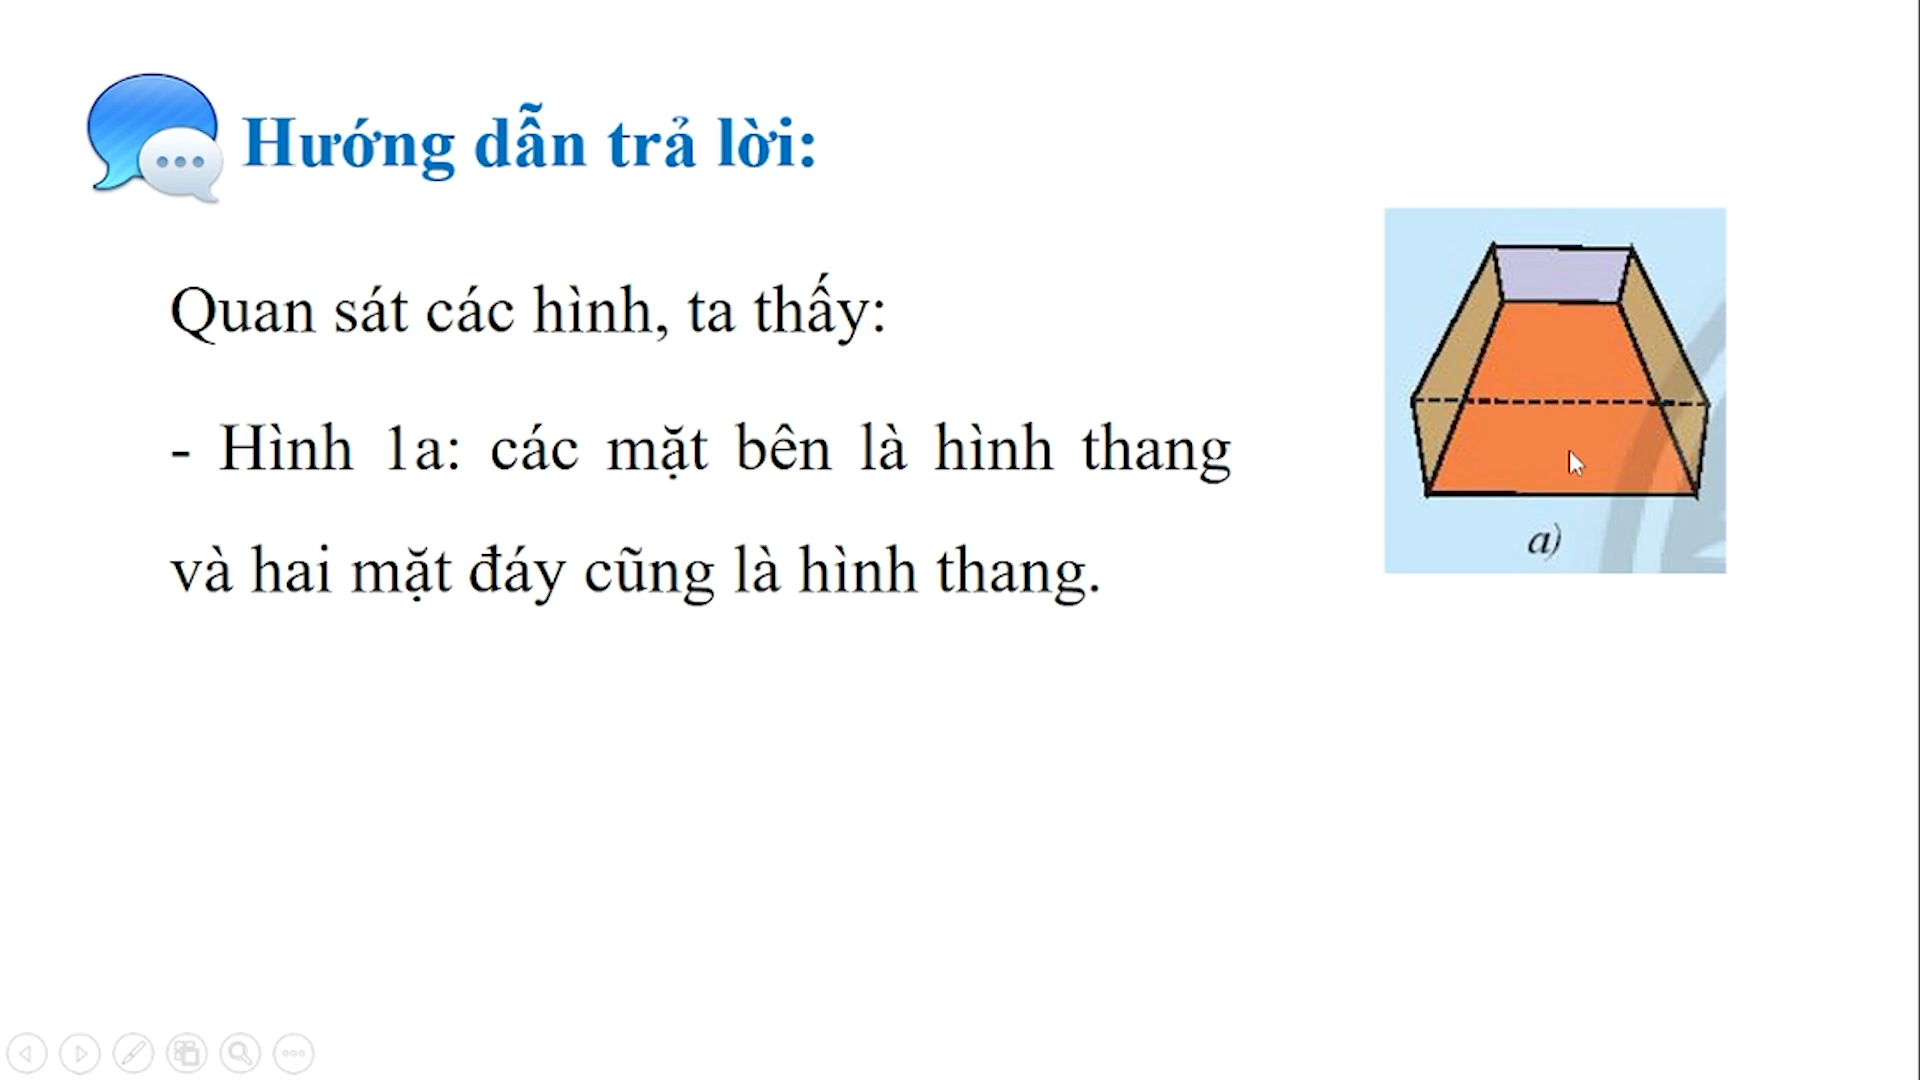 Hướng dẫn trả lời:
Quan sát các hình, ta thấy:
- Hình 1a: các mặt bên là hình thang
và hai mặt đáy cũng là hình thang.
a)